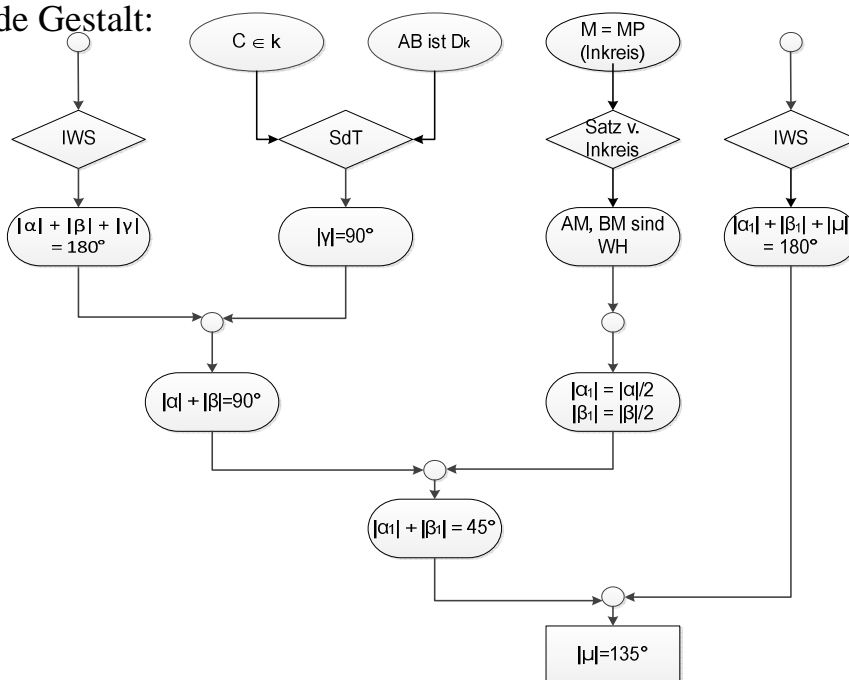 de Gestalt:
C ∈ k
AB ist Dk
M = MP
(Inkreis)
IWS
SdT
Satz v.
Inkreis
IWS
|α| + |β| + |γ|
= 180°
|γ|=90°
AM, BM sind
WH
|α1| + |β1| + |μ|
= 180°
|α| + |β|=90°
|α1| = |α|/2
|β1| = |β|/2
|α1| + |β1| = 45°
|μ|=135°